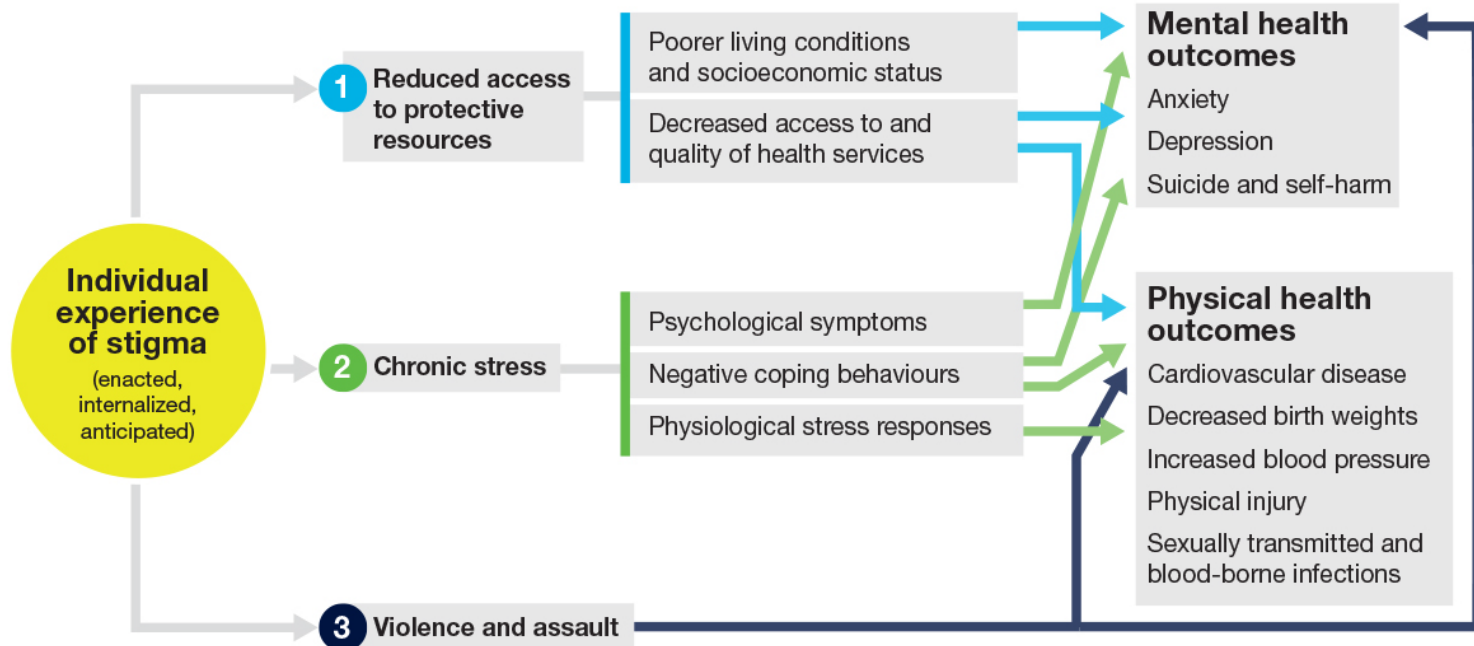 Individual
experience
of stigma
(enacted,
internalized,
anticipated)
1
Reduced access
to protective
resources
Poorer living conditions
and socioeconomic status
Decreased access to and
quality of health services
2
Chronic stress
Psychological symptoms
Negative coping behaviours
Physiological stress responses
3
Violence and assault
Mental health
outcomes
Anxiety
Depression
Suicide and self-harm
Physical health
outcomes
Cardiovascular disease
Decreased birth weights
Increased blood pressure
Physical injury
Sexually transmitted and
blood-borne infections